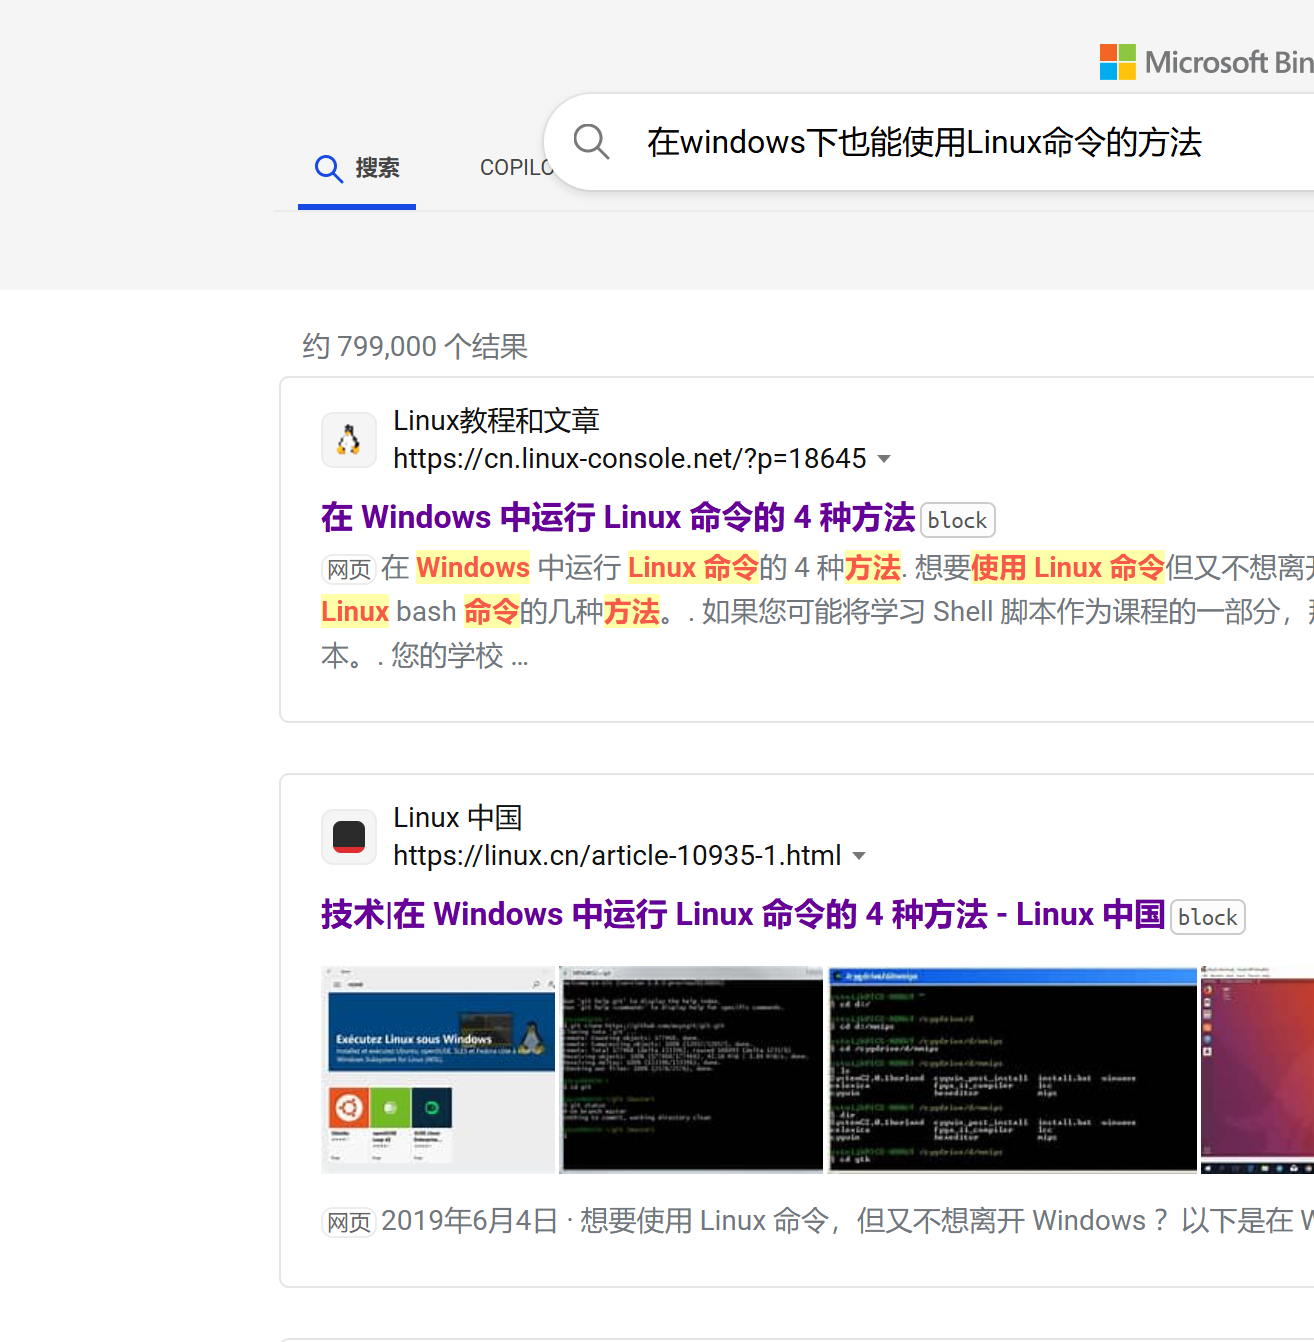 Microsoft Bin
在windows下也能使用Linux命令的方法
搜索
COPILO
约 799,000 个结果
Linux教程和文章
https://cn.linux-console.net/?p=18645
在 Windows 中运行 Linux 命令的 4 种方法 block
网页 在 Windows 中运行 Linux 命令的 4 种方法. 想要使用 Linux 命令但又不想离开
Linux bash 命令的几种方法。. 如果您可能将学习 Shell 脚本作为课程的一部分，
本。. 您的学校 ...
Linux 中国
https://linux.cn/article-10935-1.html
技术|在 Windows 中运行 Linux 命令的 4 种方法 - Linux 中国 block
Exécutez Linux sous Windows
网页 2019年6月4日 · 想要使用 Linux 命令，但又不想离开 Windows ？以下是在 W